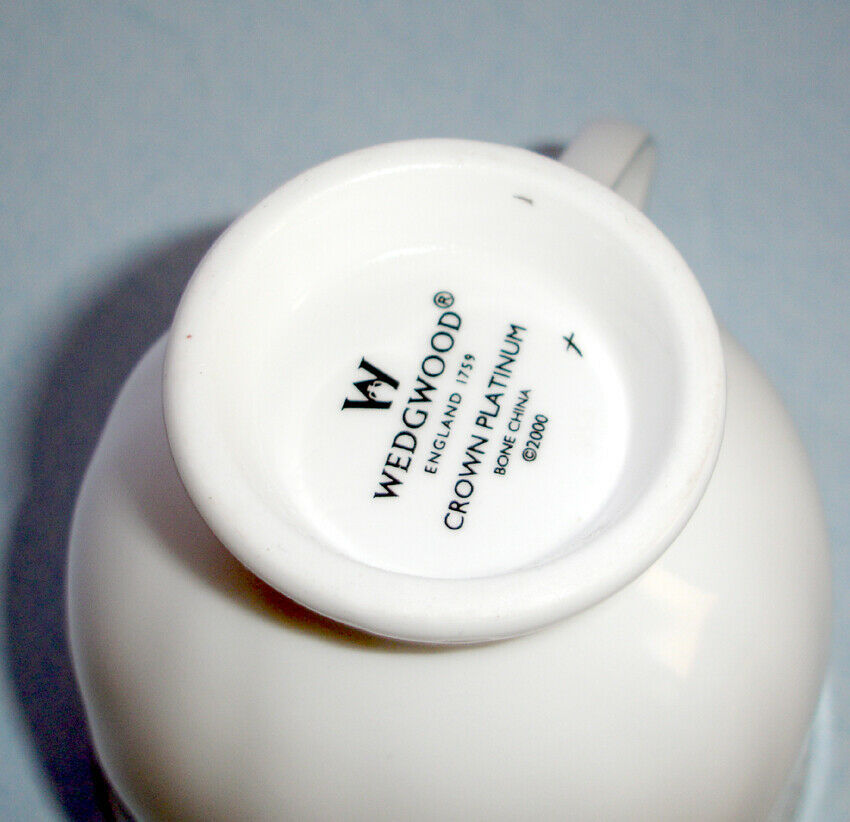 W
WEDGWOOD®
ENGLAND 1759
CROWN PLATINUM
BONE CHINA
©2000